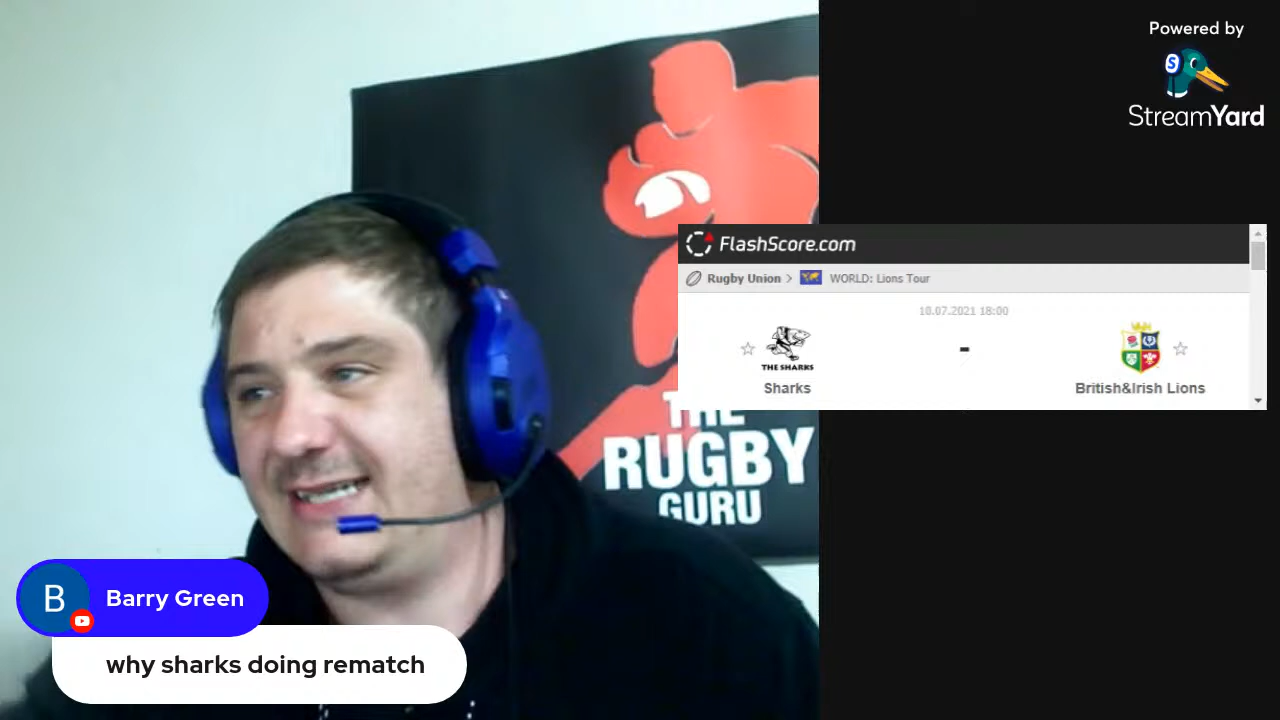 Powered by
StreamYard
FlashScore.com
Rugby Union > WORLD: Lions Tour
10.07.2021 18:00
THE SHARKS
-
Sharks
British&Irish Lions
THE
RUGBY
GURU
B
Barry Green
why sharks doing rematch